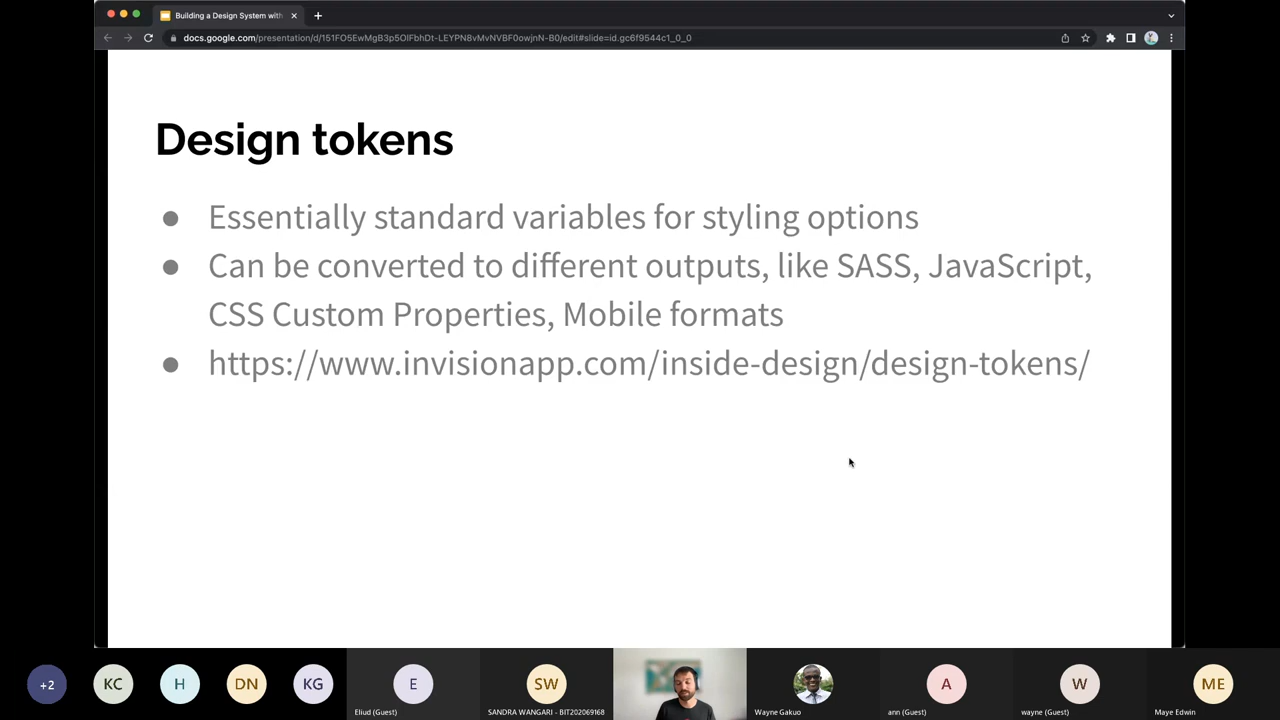 Building a Design System with
docs.google.com/presentation/d/151FO5EwMgB3p5OlFbhDt-LEYPN8vMvNVBF0owjnN-B0/edit#slide=id.gc6f9544c1_0_0
Design tokens
● Essentially standard variables for styling options
● Can be converted to different outputs, like SASS, JavaScript,
CSS Custom Properties, Mobile formats
● https://www.invisionapp.com/inside-design/design-tokens/
+2
KC
H
DN
KG
E
Eliud (Guest)
SW
SANDRA WANGARI - BIT202069168
Wayne Gakuo
A
ann (Guest)
W
wayne (Guest)
ME
Maye Edwin